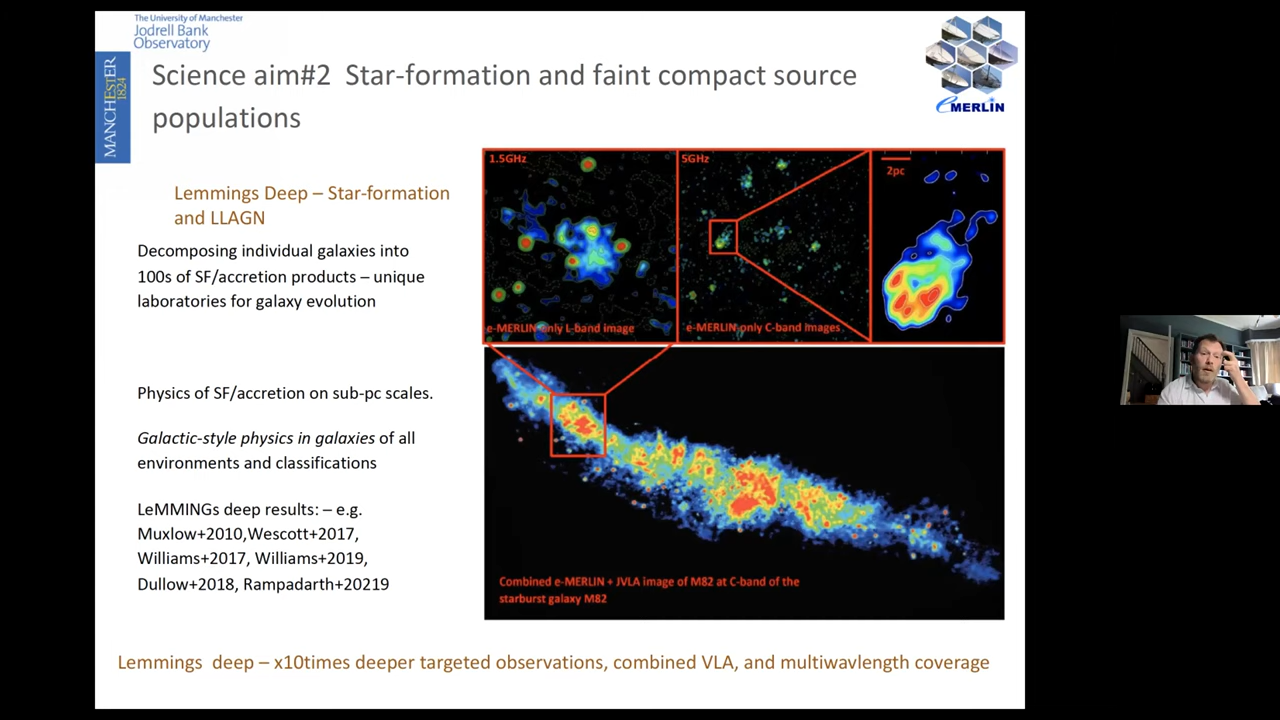 The University of Manchester
Jodrell Bank
Observatory
MANCHESTER
1824
eMERLIN
Science aim#2 Star-formation and faint compact source
populations
Lemmings Deep – Star-formation
and LLAGN
Decomposing individual galaxies into
100s of SF/accretion products – unique
laboratories for galaxy evolution
Physics of SF/accretion on sub-pc scales.
Galactic-style physics in galaxies of all
environments and classifications
LeMMINGs deep results: – e.g.
Muxlow+2010,Wescott+2017,
Williams+2017, Williams+2019,
Dullow+2018, Rampadarth+20219
1.5GHz
e-MERLIN only L-band image
5GHz
e-MERLIN only C-band images
2pc
Combined e-MERLIN + JVLA image of M82 at C-band of the
starburst galaxy M82
Lemmings deep – x10times deeper targeted observations, combined VLA, and multiwavlength coverage